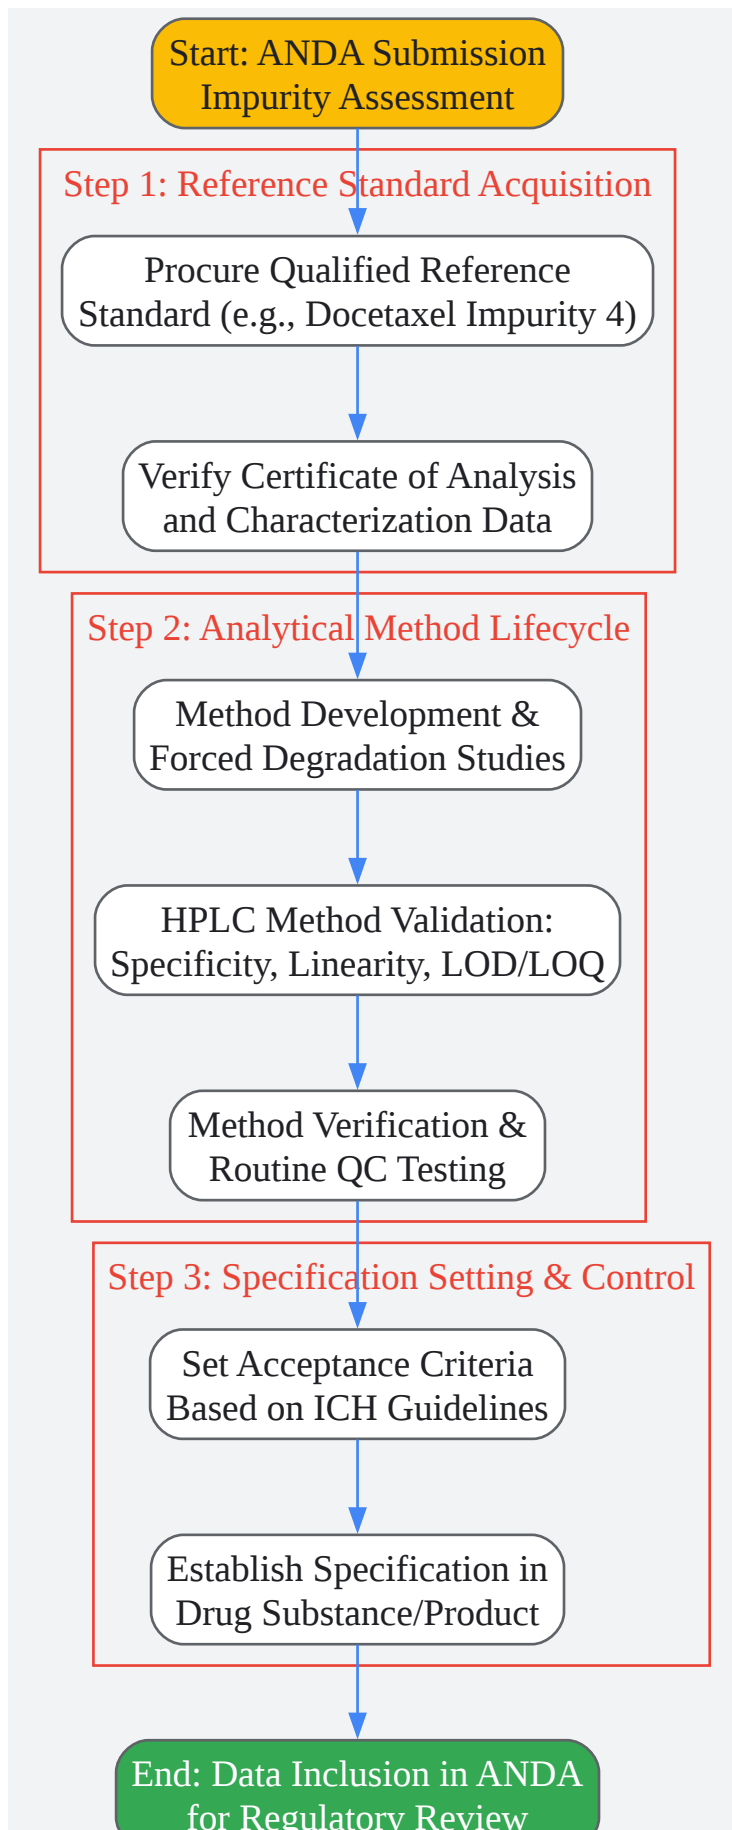 Start: ANDA Submission
Impurity Assessment
Step 1: Reference Standard Acquisition
Procure Qualified Reference
Standard (e.g., Docetaxel Impurity 4)
Verify Certificate of Analysis
and Characterization Data
Step 2: Analytical Method Lifecycle
Method Development &
Forced Degradation Studies
HPLC Method Validation:
Specificity, Linearity, LOD/LOQ
Method Verification &
Routine QC Testing
Step 3: Specification Setting & Control
Set Acceptance Criteria
Based on ICH Guidelines
Establish Specification in
Drug Substance/Product
End: Data Inclusion in ANDA
for Regulatory Review